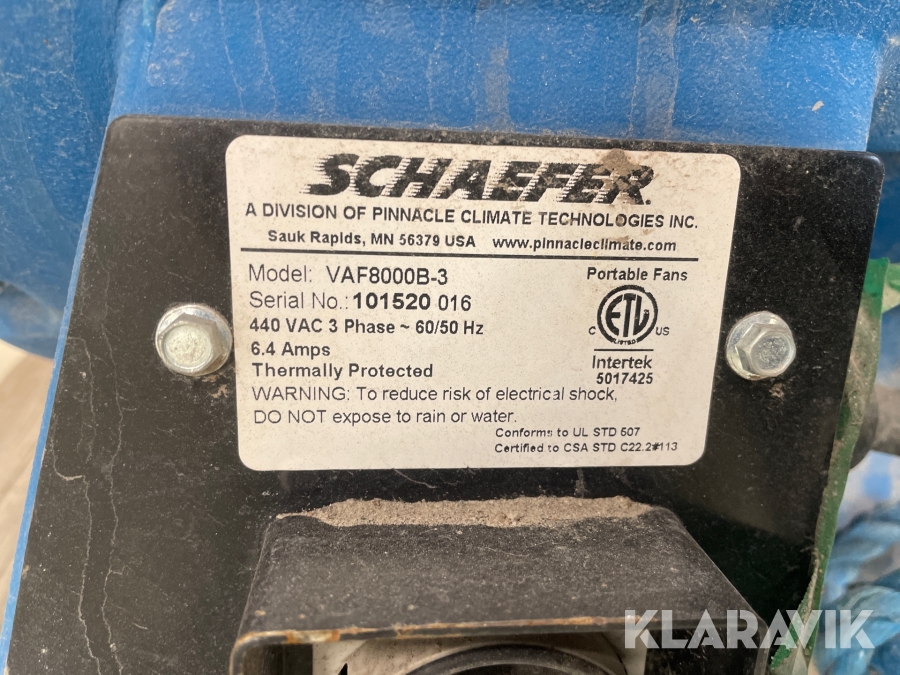 SCHAEFER
A DIVISION OF PINNACLE CLIMATE TECHNOLOGIES INC.
Sauk Rapids, MN 56379 USA www.pinnacleclimate.com
Model: VAF8000B-3
Serial No.: 101520 016
440 VAC 3 Phase ~ 60/50 Hz
6.4 Amps
Thermally Protected
Portable Fans
C ETL US
LISTED
Intertek
5017425
WARNING: To reduce risk of electrical shock,
DO NOT expose to rain or water.
Conforms to UL STD 507
Certified to CSA STD C22.2#113
KLARAVIK